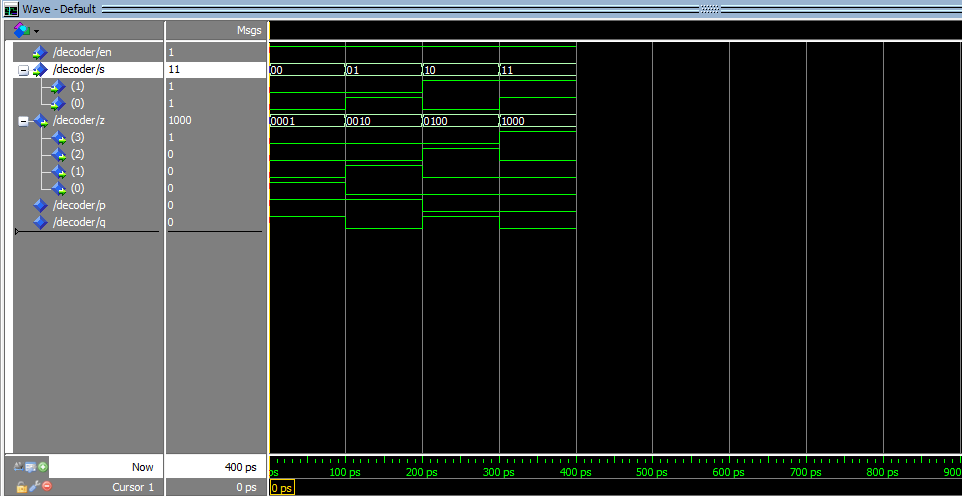 Wave - Default
Msgs
/decoder/en 1
/decoder/s 11 00 01 10 11
(1) 1
(0) 1
/decoder/z 1000 0001 0010 0100 1000
(3) 1
(2) 0
(1) 0
(0) 0
/decoder/p 0
/decoder/q 0
Now 400 ps ps 100 ps 200 ps 300 ps 400 ps 500 ps 600 ps 700 ps 800 ps 900
Cursor 1 0 ps 0 ps